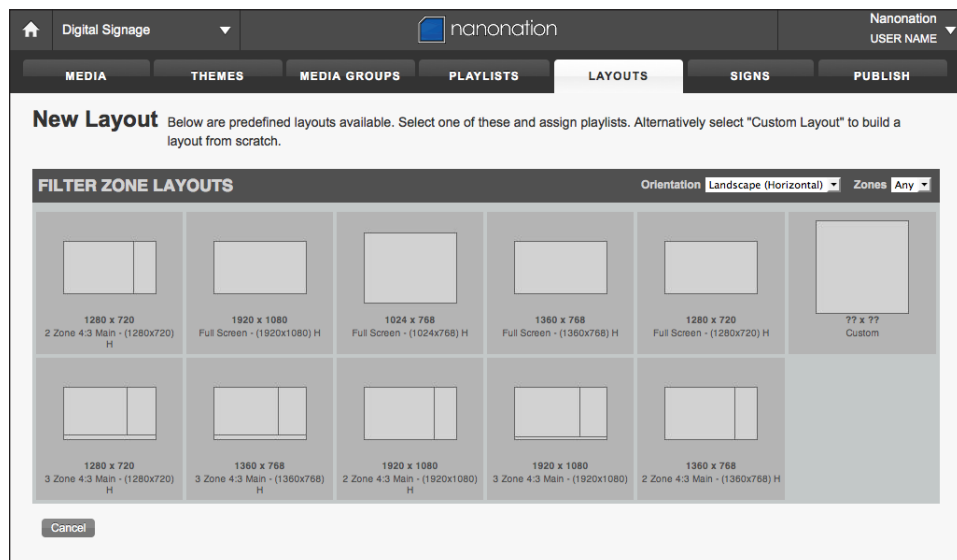 Digital Signage
nanonation
Nanonation
USER NAME
MEDIA
THEMES
MEDIA GROUPS
PLAYLISTS
LAYOUTS
SIGNS
PUBLISH
New Layout
Below are predefined layouts available. Select one of these and assign playlists. Alternatively select "Custom Layout" to build a
layout from scratch.
FILTER ZONE LAYOUTS
Orientation Landscape (Horizontal) Zones Any
1280 x 720
2 Zone 4:3 Main - (1280x720)
H
1920 x 1080
Full Screen - (1920x1080) H
1024 x 768
Full Screen - (1024x768) H
1360 x 768
Full Screen - (1360x768) H
1280 x 720
Full Screen - (1280x720) H
?? x ??
Custom
1280 x 720
3 Zone 4:3 Main - (1280x720)
H
1360 x 768
3 Zone 4:3 Main - (1360x768)
H
1920 x 1080
2 Zone 4:3 Main - (1920x1080)
H
1920 x 1080
3 Zone 4:3 Main - (1920x1080)
1360 x 768
2 Zone 4:3 Main - (1360x768) H
Cancel